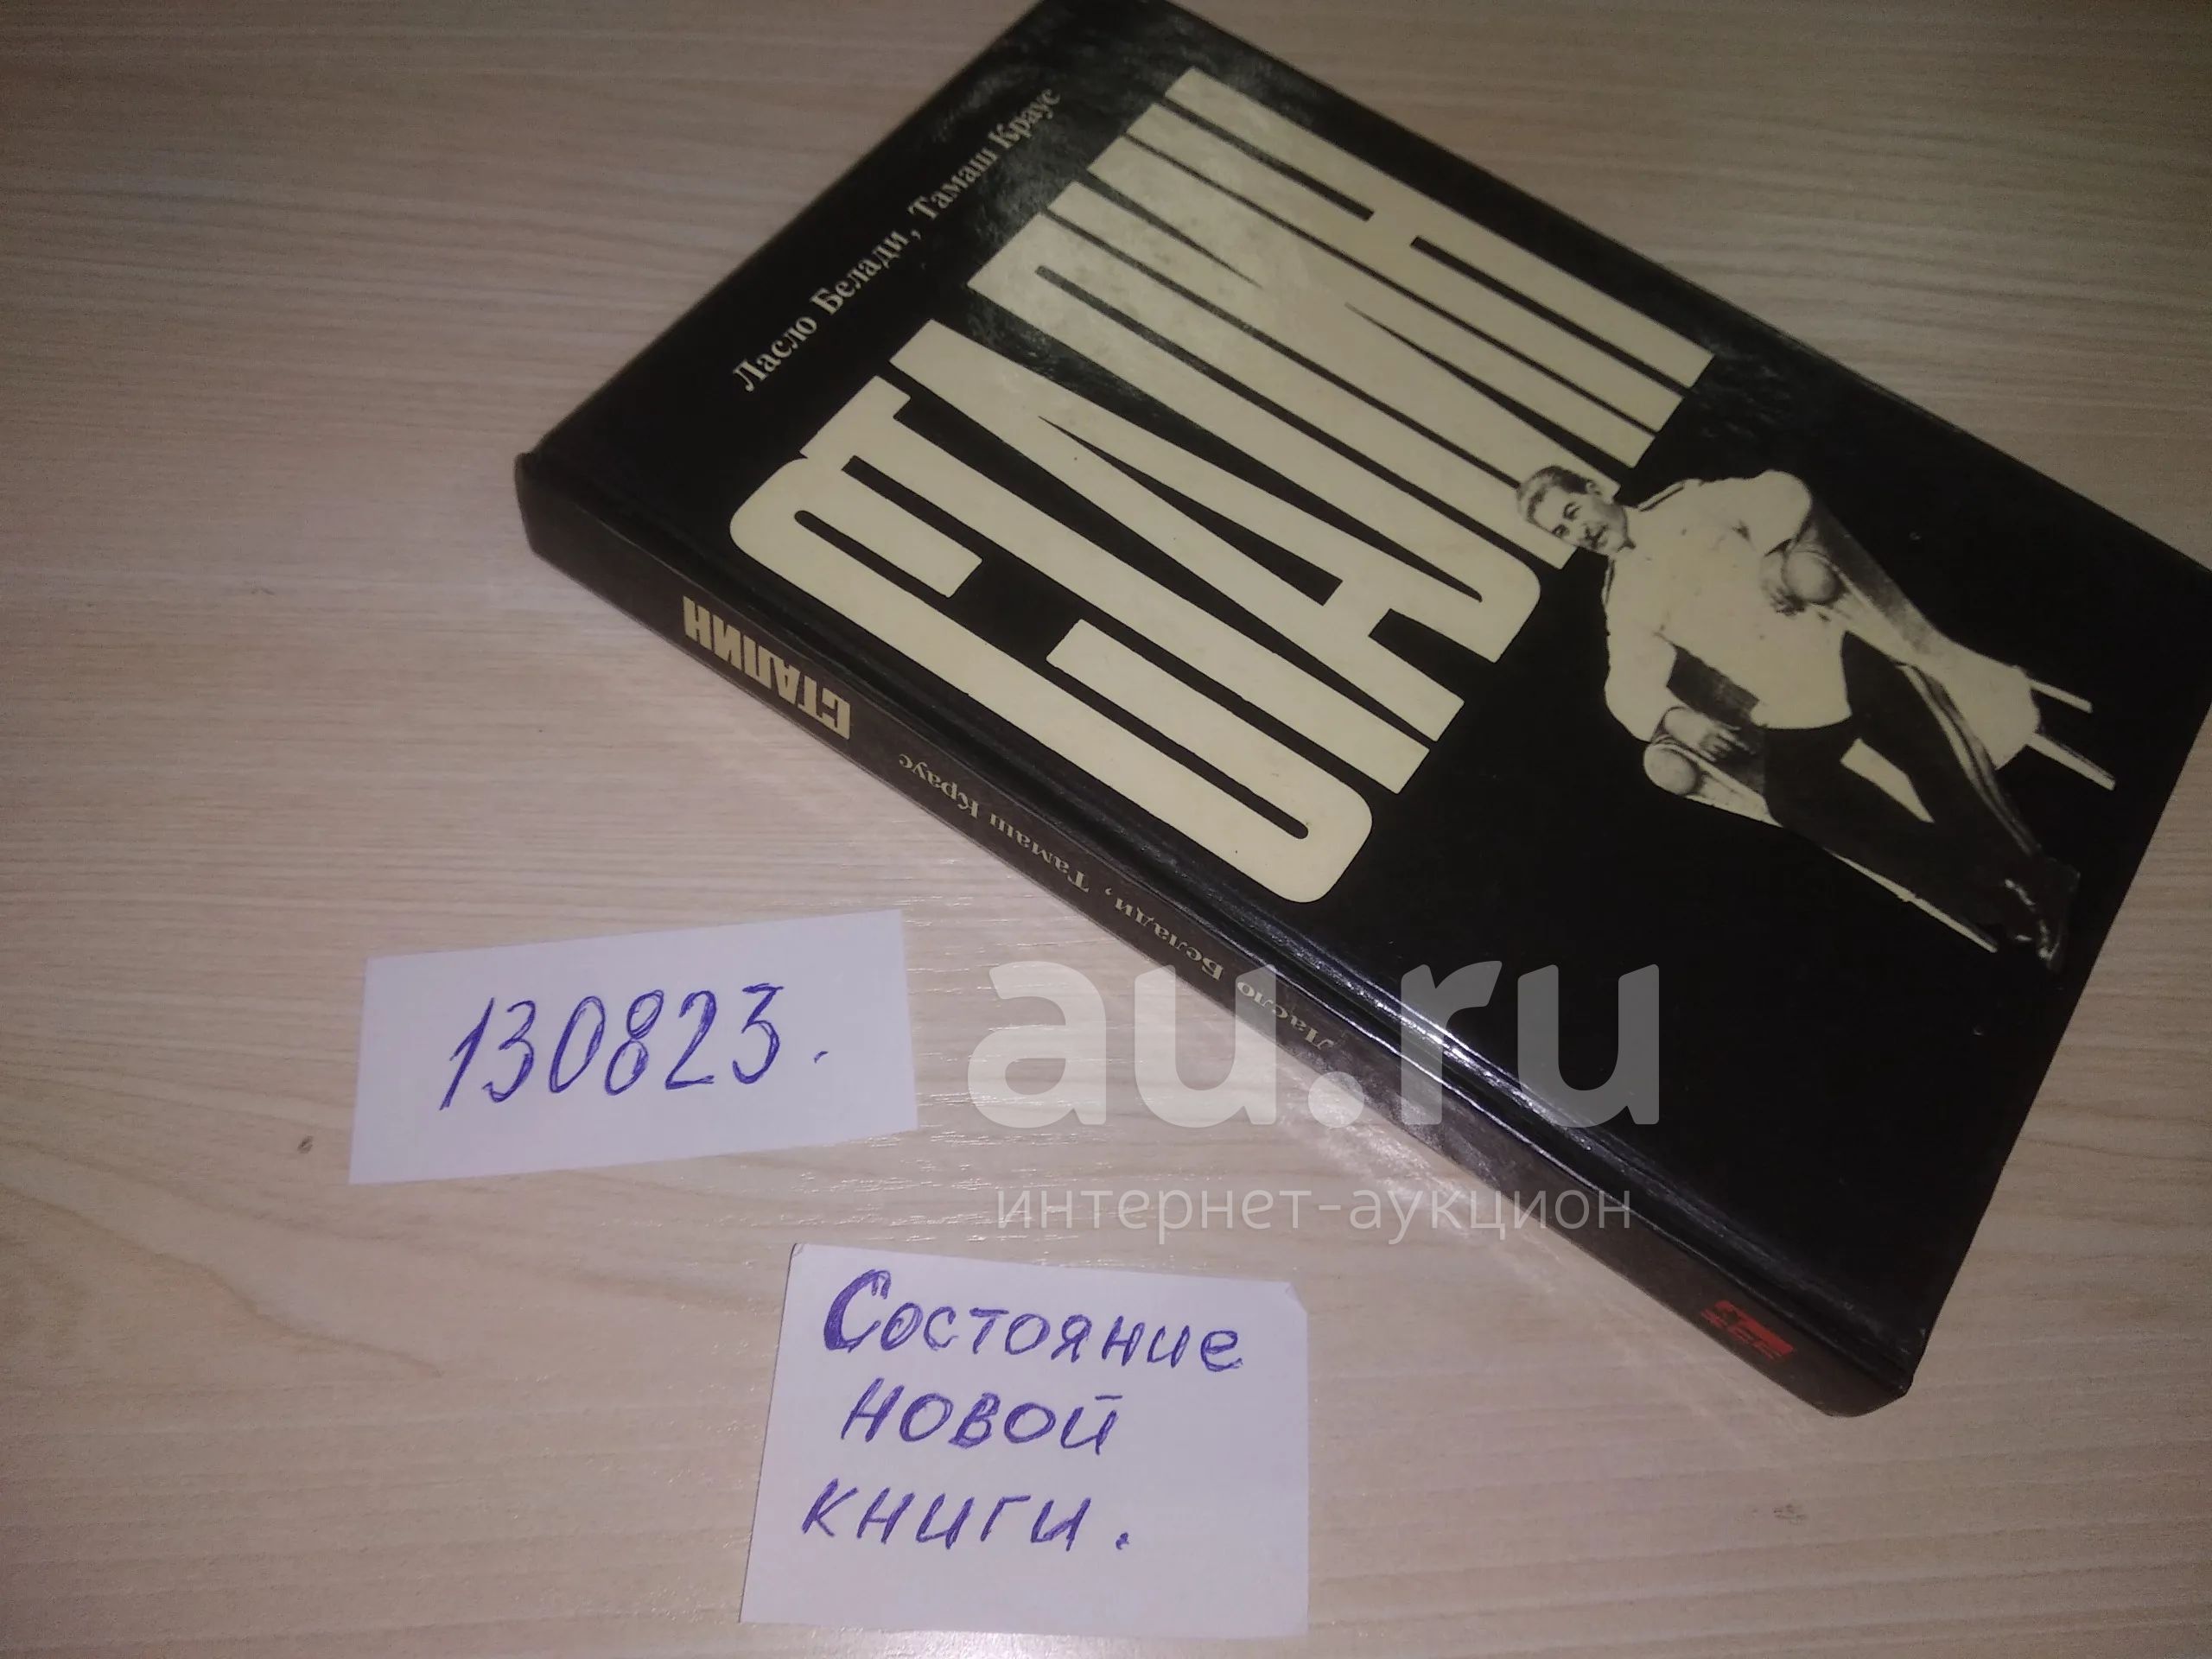 Ласло Белади, Тамаш Краус
СТАЛИН
СТАЛИН
Ласло Белади, Тамаш Краус
130823.
au.ru
интернет-аукцион
Состояние
новой
книги.